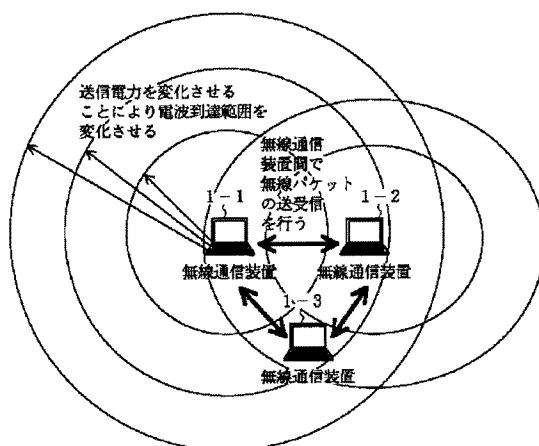 送信電力を変化させる
ことにより電波到達範囲を
変化させる
無線通信
装置間で
無線パケット
の送受信
を行う
1-1
1-2
無線通信装置
無線通信装置
1-3
無線通信装置